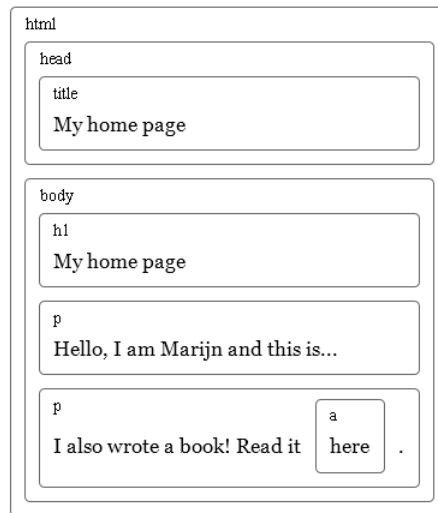 html
head
title
My home page
body
h1
My home page
p
Hello, I am Marijn and this is...
p
a
I also wrote a book! Read it here .